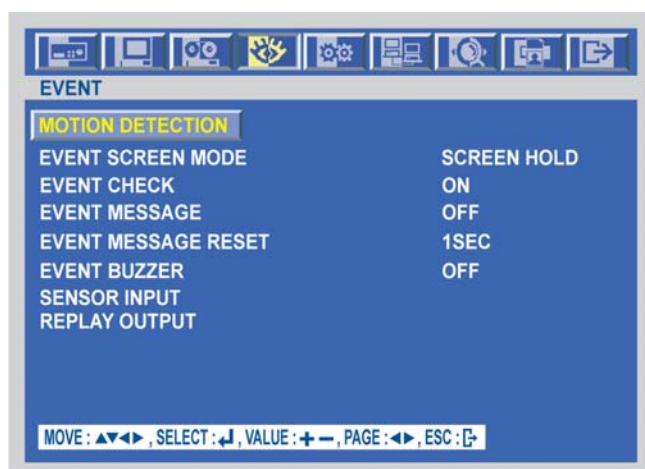 EVENT
MOTION DETECTION
EVENT SCREEN MODE SCREEN HOLD
EVENT CHECK ON
EVENT MESSAGE OFF
EVENT MESSAGE RESET 1SEC
EVENT BUZZER OFF
SENSOR INPUT
REPLAY OUTPUT
MOVE : ▲▼◄► , SELECT : ↲ , VALUE : + − , PAGE : ◄► , ESC :